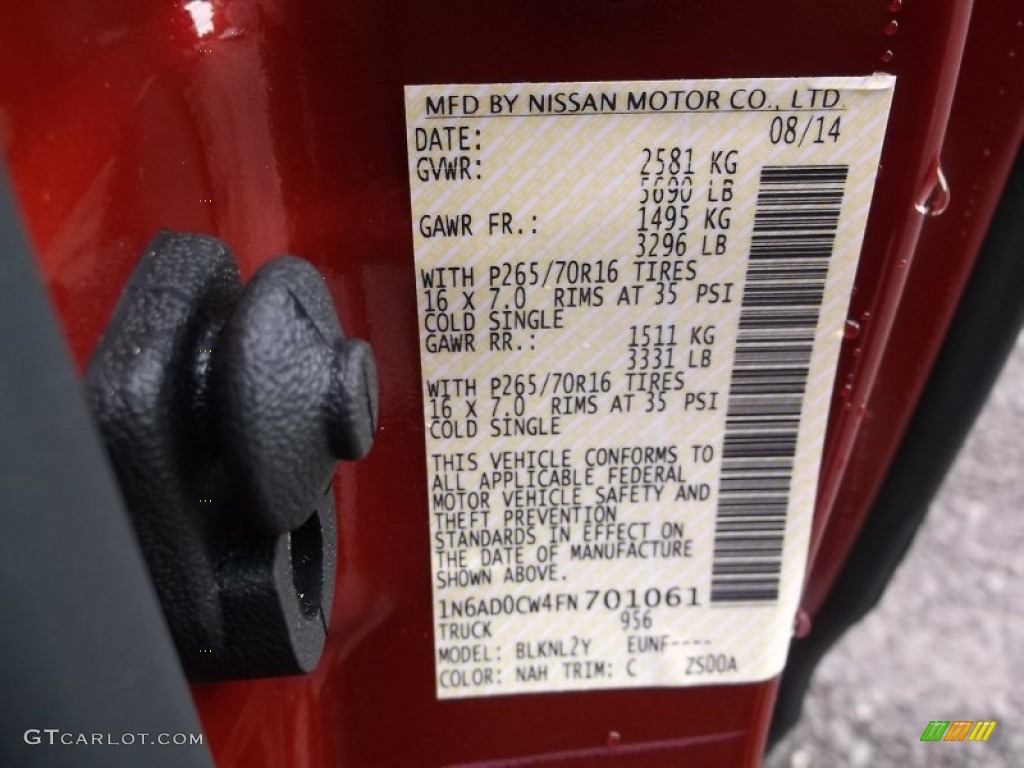 MFD BY NISSAN MOTOR CO., LTD.
DATE: 08/14
GVWR: 2581 KG
5690 LB
GAWR FR.: 1495 KG
3296 LB
WITH P265/70R16 TIRES
16 X 7.0 RIMS AT 35 PSI
COLD SINGLE
GAWR RR.: 1511 KG
3331 LB
WITH P265/70R16 TIRES
16 X 7.0 RIMS AT 35 PSI
COLD SINGLE
THIS VEHICLE CONFORMS TO
ALL APPLICABLE FEDERAL
MOTOR VEHICLE SAFETY AND
THEFT PREVENTION
STANDARDS IN EFFECT ON
THE DATE OF MANUFACTURE
SHOWN ABOVE.
1N6AD0CW4FN701061
TRUCK 956
MODEL: BLKNL2Y EUNF----
COLOR: NAH TRIM: C ZS00A
GTCARLOT.COM